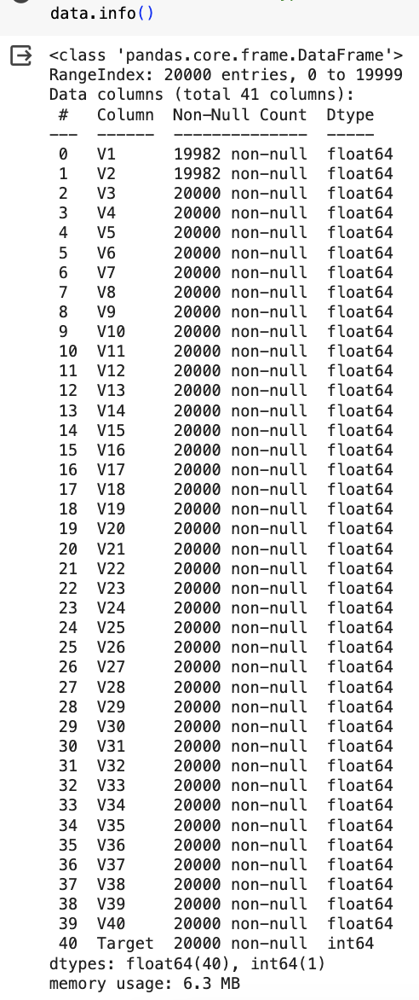 data.info()
<class 'pandas.core.frame.DataFrame'>
RangeIndex: 20000 entries, 0 to 19999
Data columns (total 41 columns):
 #   Column  Non-Null Count  Dtype
---  ------  --------------  -----
 0   V1      19982 non-null  float64
 1   V2      19982 non-null  float64
 2   V3      20000 non-null  float64
 3   V4      20000 non-null  float64
 4   V5      20000 non-null  float64
 5   V6      20000 non-null  float64
 6   V7      20000 non-null  float64
 7   V8      20000 non-null  float64
 8   V9      20000 non-null  float64
 9   V10     20000 non-null  float64
 10  V11     20000 non-null  float64
 11  V12     20000 non-null  float64
 12  V13     20000 non-null  float64
 13  V14     20000 non-null  float64
 14  V15     20000 non-null  float64
 15  V16     20000 non-null  float64
 16  V17     20000 non-null  float64
 17  V18     20000 non-null  float64
 18  V19     20000 non-null  float64
 19  V20     20000 non-null  float64
 20  V21     20000 non-null  float64
 21  V22     20000 non-null  float64
 22  V23     20000 non-null  float64
 23  V24     20000 non-null  float64
 24  V25     20000 non-null  float64
 25  V26     20000 non-null  float64
 26  V27     20000 non-null  float64
 27  V28     20000 non-null  float64
 28  V29     20000 non-null  float64
 29  V30     20000 non-null  float64
 30  V31     20000 non-null  float64
 31  V32     20000 non-null  float64
 32  V33     20000 non-null  float64
 33  V34     20000 non-null  float64
 34  V35     20000 non-null  float64
 35  V36     20000 non-null  float64
 36  V37     20000 non-null  float64
 37  V38     20000 non-null  float64
 38  V39     20000 non-null  float64
 39  V40     20000 non-null  float64
 40  Target  20000 non-null  int64
dtypes: float64(40), int64(1)
memory usage: 6.3 MB